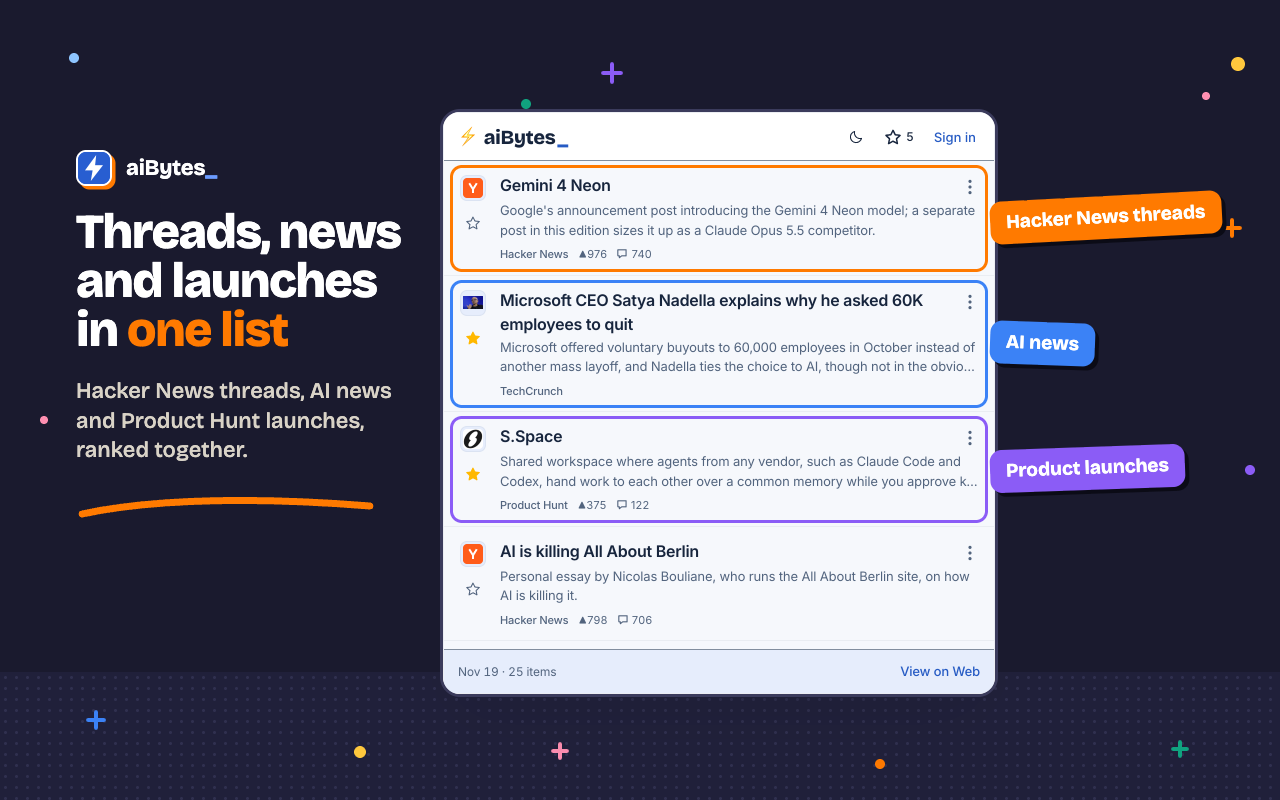 aiBytes_
Threads, news
and launches
in one list
Hacker News threads, AI news
and Product Hunt launches,
ranked together.
aiBytes_
5
Sign in
Gemini 4 Neon
Google's announcement post introducing the Gemini 4 Neon model; a separate
post in this edition sizes it up as a Claude Opus 5.5 competitor.
Hacker News ▲976 740
Hacker News threads
Microsoft CEO Satya Nadella explains why he asked 60K
employees to quit
Microsoft offered voluntary buyouts to 60,000 employees in October instead of
another mass layoff, and Nadella ties the choice to AI, though not in the obvio...
TechCrunch
AI news
S.Space
Shared workspace where agents from any vendor, such as Claude Code and
Codex, hand work to each other over a common memory while you approve k...
Product Hunt ▲375 122
Product launches
AI is killing All About Berlin
Personal essay by Nicolas Bouliane, who runs the All About Berlin site, on how
AI is killing it.
Hacker News ▲798 706
Nov 19 · 25 items
View on Web